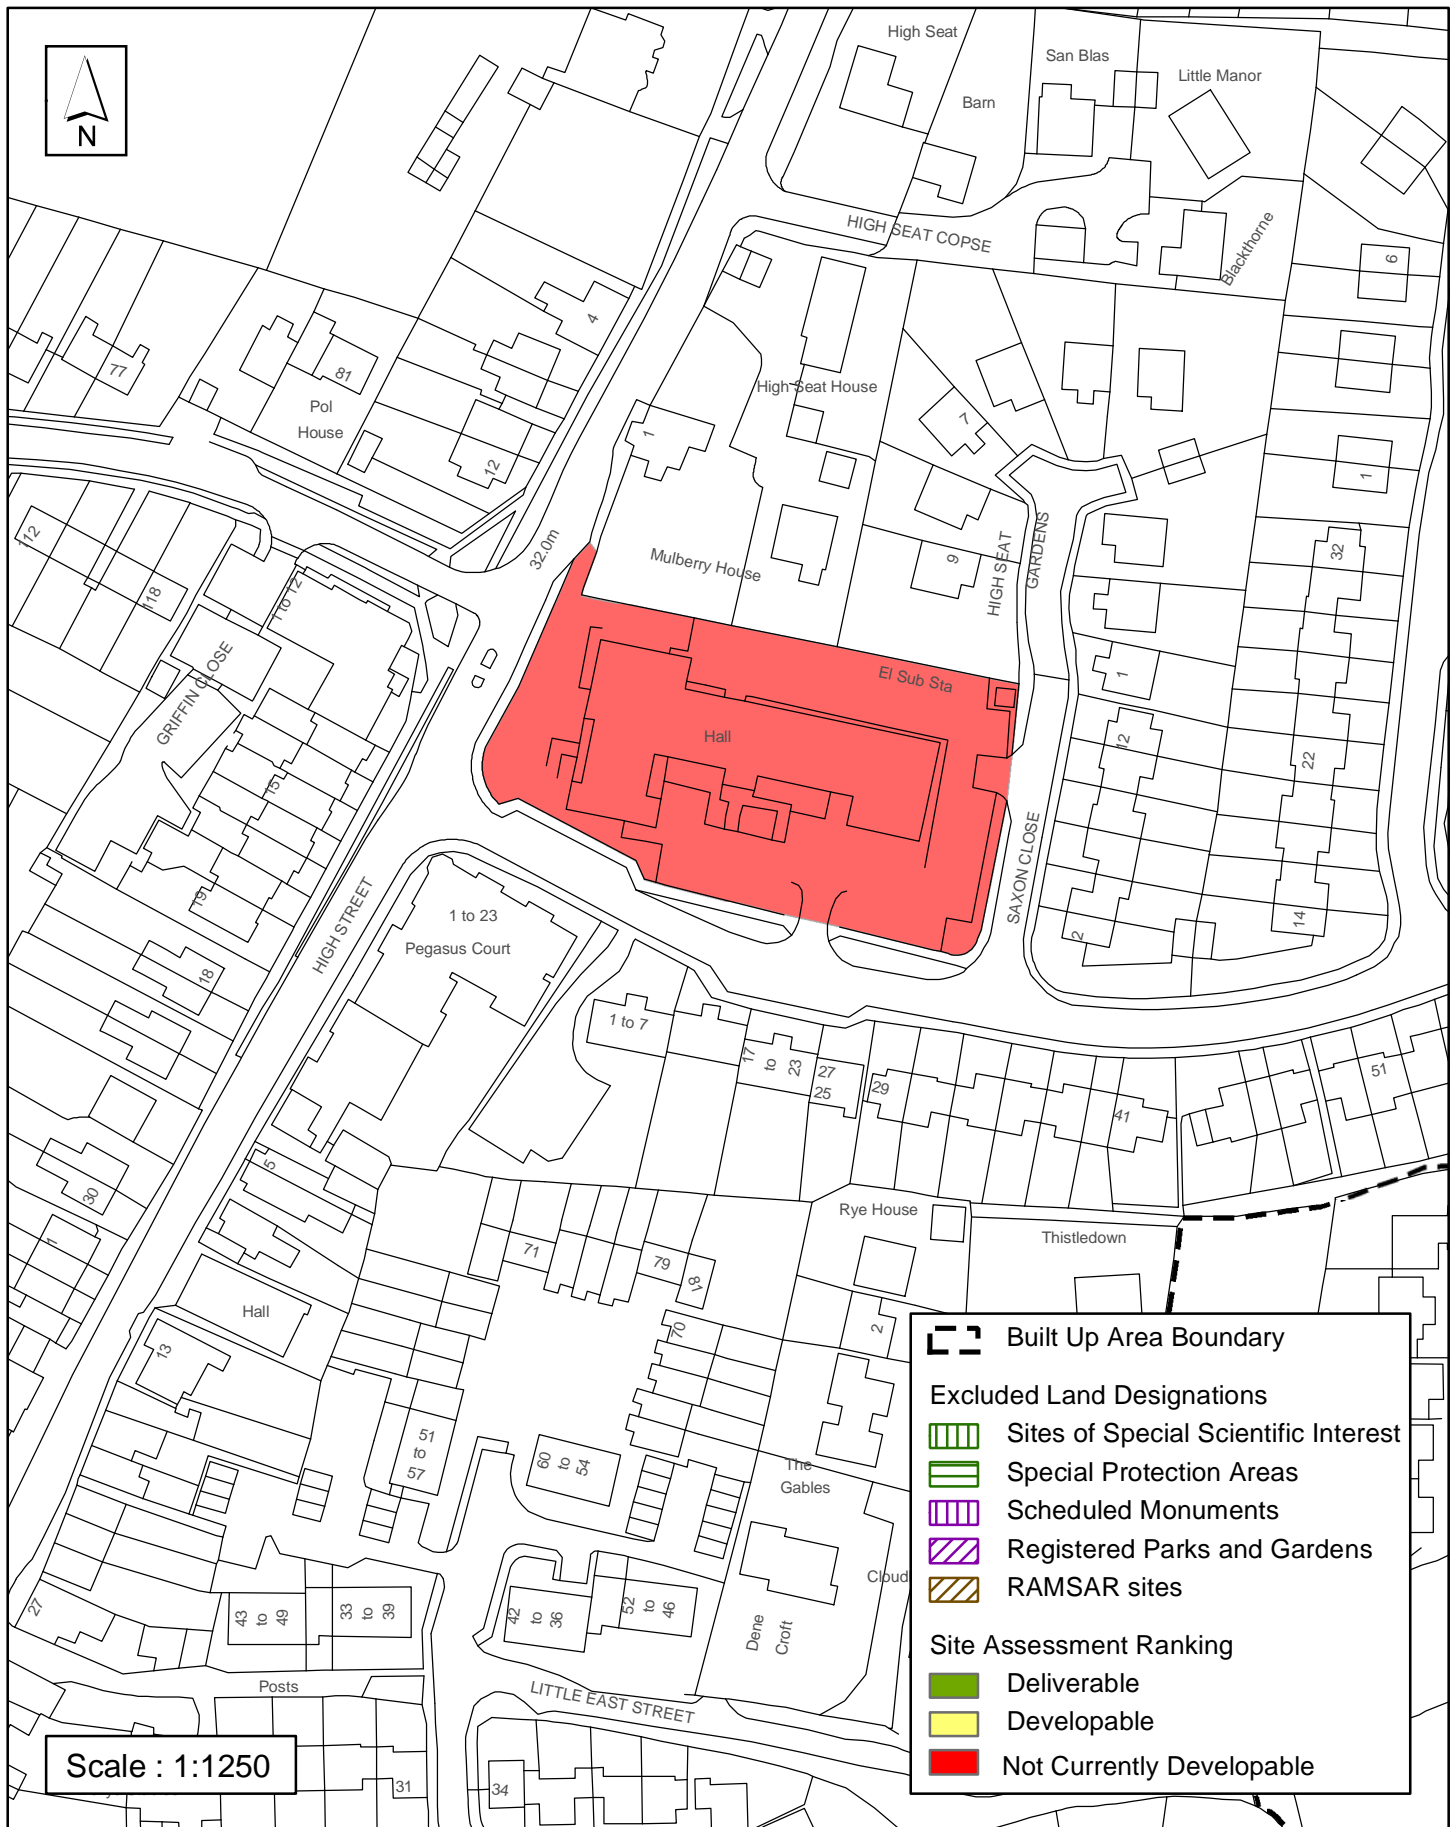 N
High Seat
San Blas
Little Manor
Barn
HIGH SEAT COPSE
Blackthorne
6
4
77
81
Pol
House
High Seat House
7
1
12
1
112
32.0m
32
Mulberry House
9
HIGH SEAT
GARDENS
118
1 to 12
GRIFFIN CLOSE
El Sub Sta
1
Hall
12
22
15
SAXON CLOSE
19
HIGH STREET
1 to 23
Pegasus Court
14
2
18
1 to 7
17
to
23
27
25
29
41
51
5
30
1
Rye House
Thistledown
71
79
81
Hall
2
70
13
51
to
57
60
to
54
The
Gables
Cloud
27
43
to
49
33
to
39
42
to
36
52
to
46
Dene
Croft
Posts
LITTLE EAST STREET
31
34
Scale : 1:1250
Built Up Area Boundary
Excluded Land Designations
Sites of Special Scientific Interest
Special Protection Areas
Scheduled Monuments
Registered Parks and Gardens
RAMSAR sites
Site Assessment Ranking
Deliverable
Developable
Not Currently Developable